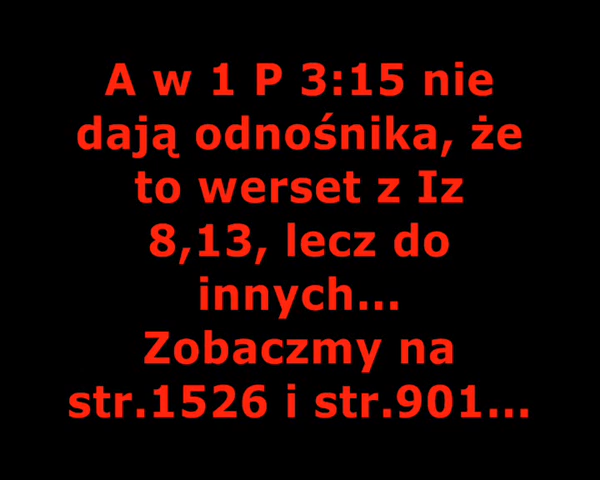 A w 1 P 3:15 nie
dają odnośnika, że
to werset z Iz
8,13, lecz do
innych...
Zobaczmy na
str.1526 i str.901...